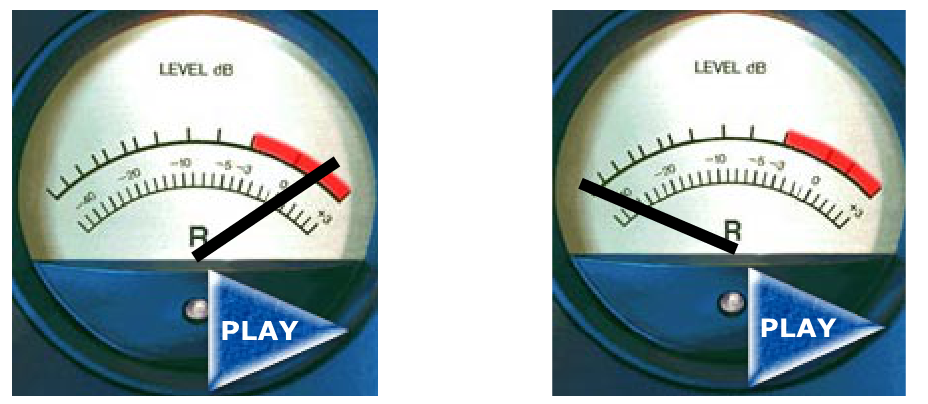 LEVEL dB
-40 -20 -10 -5 -3 0 +3
R
PLAY
LEVEL dB
-20 -10 -5 -3 0 +3
R
PLAY